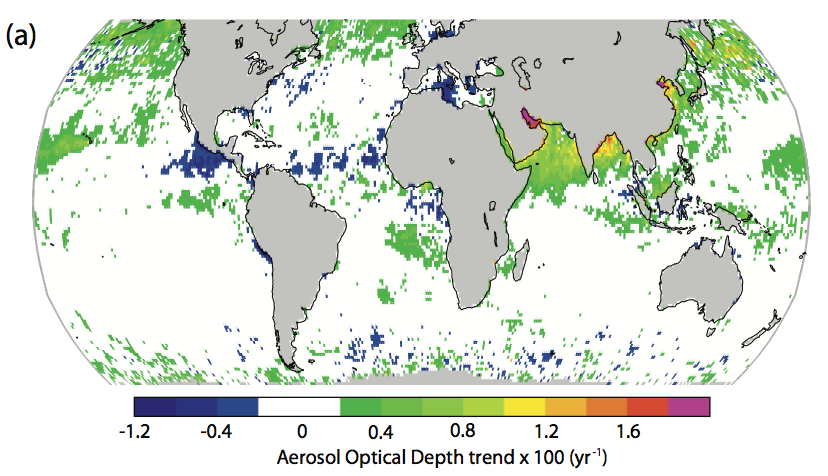 (a)
-1.2 -0.4 0 0.4 0.8 1.2 1.6
Aerosol Optical Depth trend x 100 (yr⁻¹)